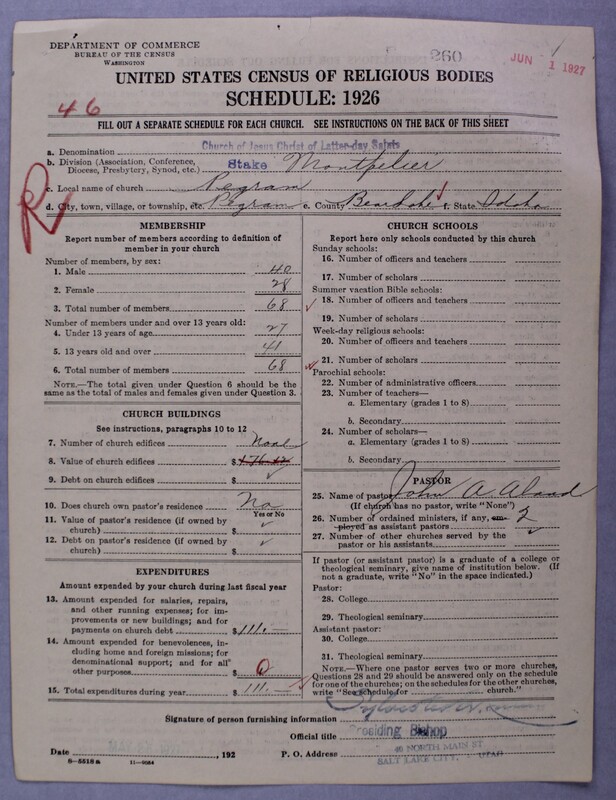 DEPARTMENT OF COMMERCE
BUREAU OF THE CENSUS
WASHINGTON
260
JUN 1 1927
UNITED STATES CENSUS OF RELIGIOUS BODIES
SCHEDULE: 1926
46
FILL OUT A SEPARATE SCHEDULE FOR EACH CHURCH. SEE INSTRUCTIONS ON THE BACK OF THIS SHEET
a. Denomination Church of Jesus Christ of Latter-day Saints
b. Division (Association, Conference, Diocese, Presbytery, Synod, etc.) Stake Montpelier
R
c. Local name of church Pegram
d. City, town, village, or township, etc. Pegram e. County Bear Lake f. State Idaho
MEMBERSHIP
Report number of members according to definition of
member in your church
Number of members, by sex:
1. Male 40
2. Female 28
3. Total number of members 68
Number of members under and over 13 years old:
4. Under 13 years of age 27
5. 13 years old and over 41
6. Total number of members 68
NOTE.—The total given under Question 6 should be the
same as the total of males and females given under Question 3.
CHURCH BUILDINGS
See instructions, paragraphs 10 to 12
7. Number of church edifices None
8. Value of church edifices $
9. Debt on church edifices $
10. Does church own pastor's residence? No
Yes or No
11. Value of pastor's residence (if owned by
church) $
12. Debt on pastor's residence (if owned by
church) $
EXPENDITURES
Amount expended by your church during last fiscal year
13. Amount expended for salaries, repairs,
and other running expenses; for im-
provements or new buildings; and for
payments on church debt $111.-
14. Amount expended for benevolences, in-
cluding home and foreign missions; for
denominational support; and for all
other purposes $ 0
15. Total expenditures during year $ 111.-
CHURCH SCHOOLS
Report here only schools conducted by this church
Sunday schools:
16. Number of officers and teachers
17. Number of scholars
Summer vacation Bible schools:
18. Number of officers and teachers
19. Number of scholars
Week-day religious schools:
20. Number of officers and teachers
21. Number of scholars
Parochial schools:
22. Number of administrative officers
23. Number of teachers—
a. Elementary (grades 1 to 8)
b. Secondary
24. Number of scholars—
a. Elementary (grades 1 to 8)
b. Secondary
PASTOR
25. Name of pastor John A.
(If church has no pastor, write "None")
26. Number of ordained ministers, if any, em-
ployed as assistant pastors 2
27. Number of other churches served by the
pastor or his assistants
If pastor (or assistant pastor) is a graduate of a college or
theological seminary, give name of institution below. (If
not a graduate, write "No" in the space indicated.)
Pastor:
28. College
29. Theological seminary
Assistant pastor:
30. College
31. Theological seminary
NOTE.—Where one pastor serves two or more churches,
Questions 28 and 29 should be answered only on the schedule
for one of the churches; on the schedules for the other churches,
write "See schedule for church."
Signature of person furnishing information
Official title Presiding Bishop
Date , 192 P. O. Address 40 NORTH MAIN ST
SALT LAKE CITY, UTAH
8—5518 a 11—9064